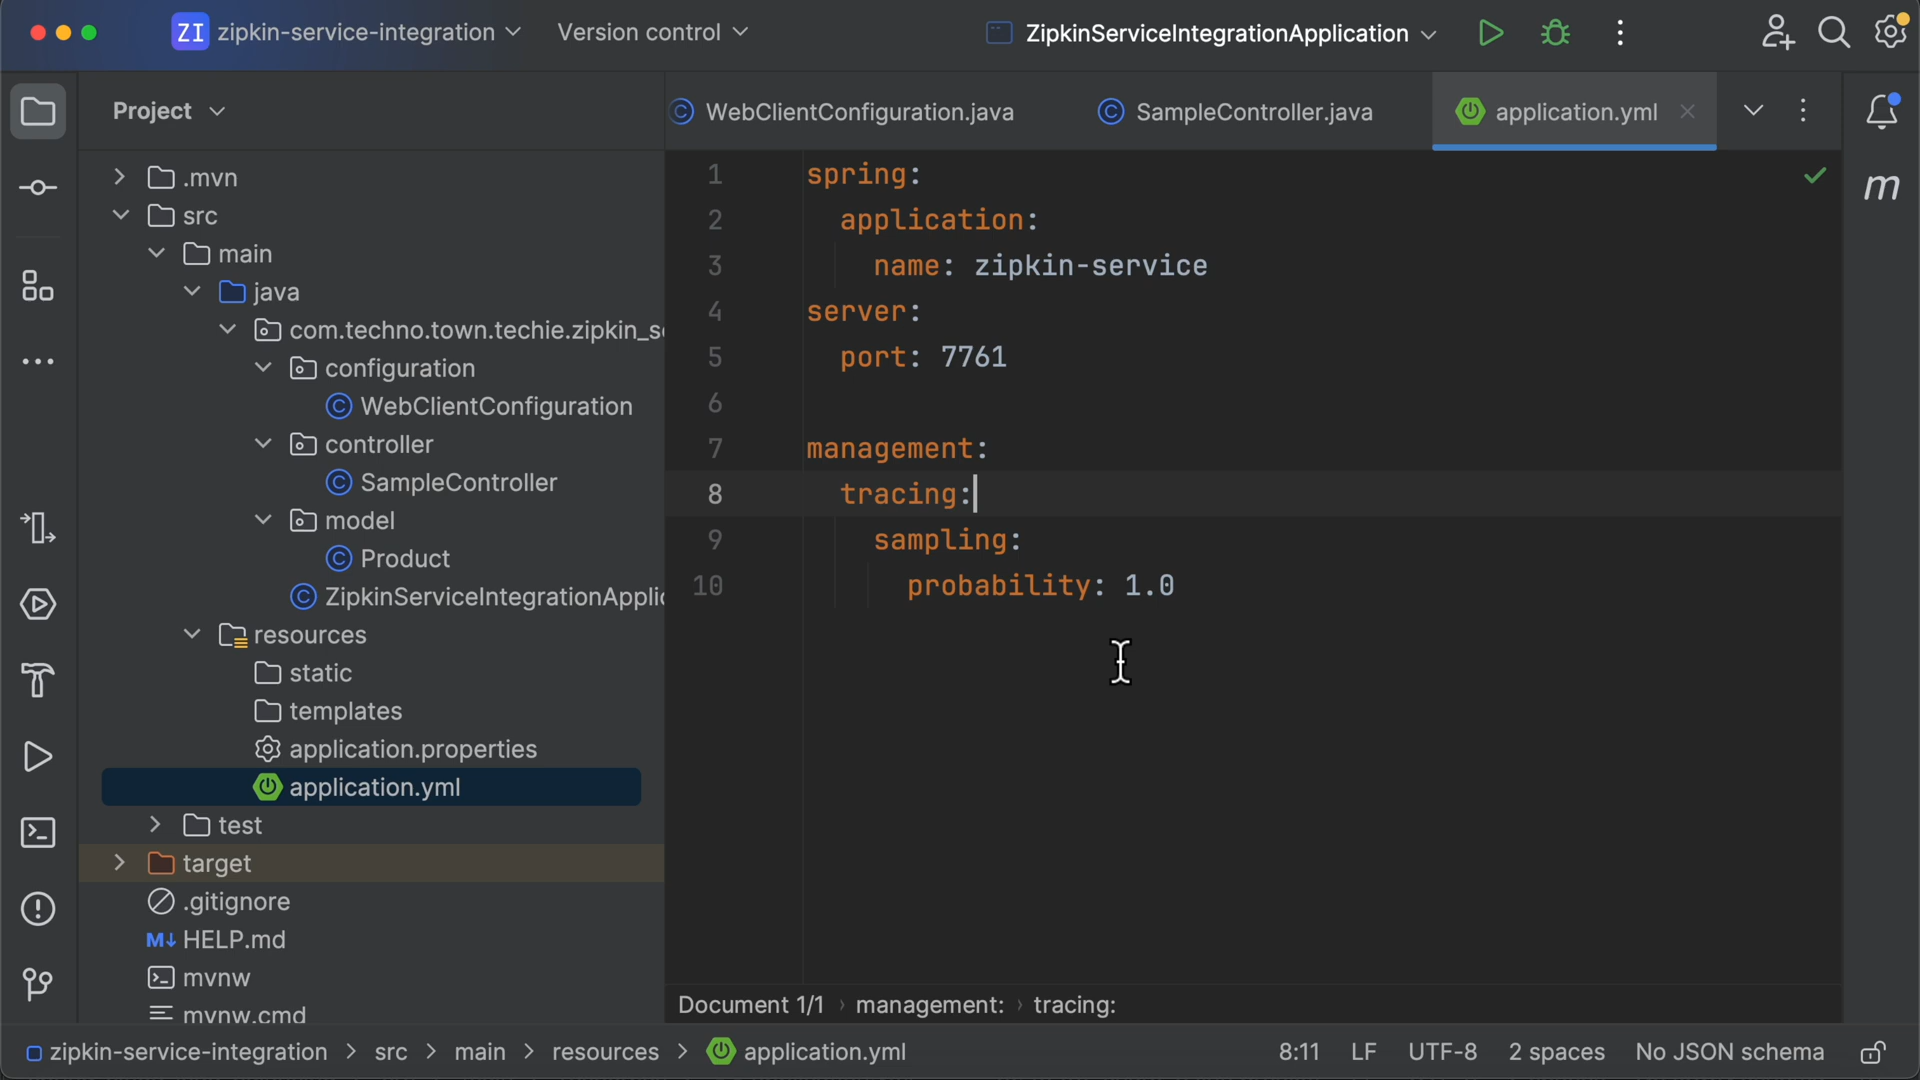 ZI zipkin-service-integration Version control ZipkinServiceIntegrationApplication
Project
WebClientConfiguration.java SampleController.java application.yml
.mvn
src
main
java
com.techno.town.techie.zipkin_s
configuration
WebClientConfiguration
controller
SampleController
model
Product
ZipkinServiceIntegrationApplic
resources
static
templates
application.properties
application.yml
test
target
.gitignore
M↓ HELP.md
mvnw
mvnw.cmd
1 spring:
2 application:
3 name: zipkin-service
4 server:
5 port: 7761
6
7 management:
8 tracing:
9 sampling:
10 probability: 1.0
m
Document 1/1 › management: › tracing:
zipkin-service-integration > src > main > resources > application.yml 8:11 LF UTF-8 2 spaces No JSON schema